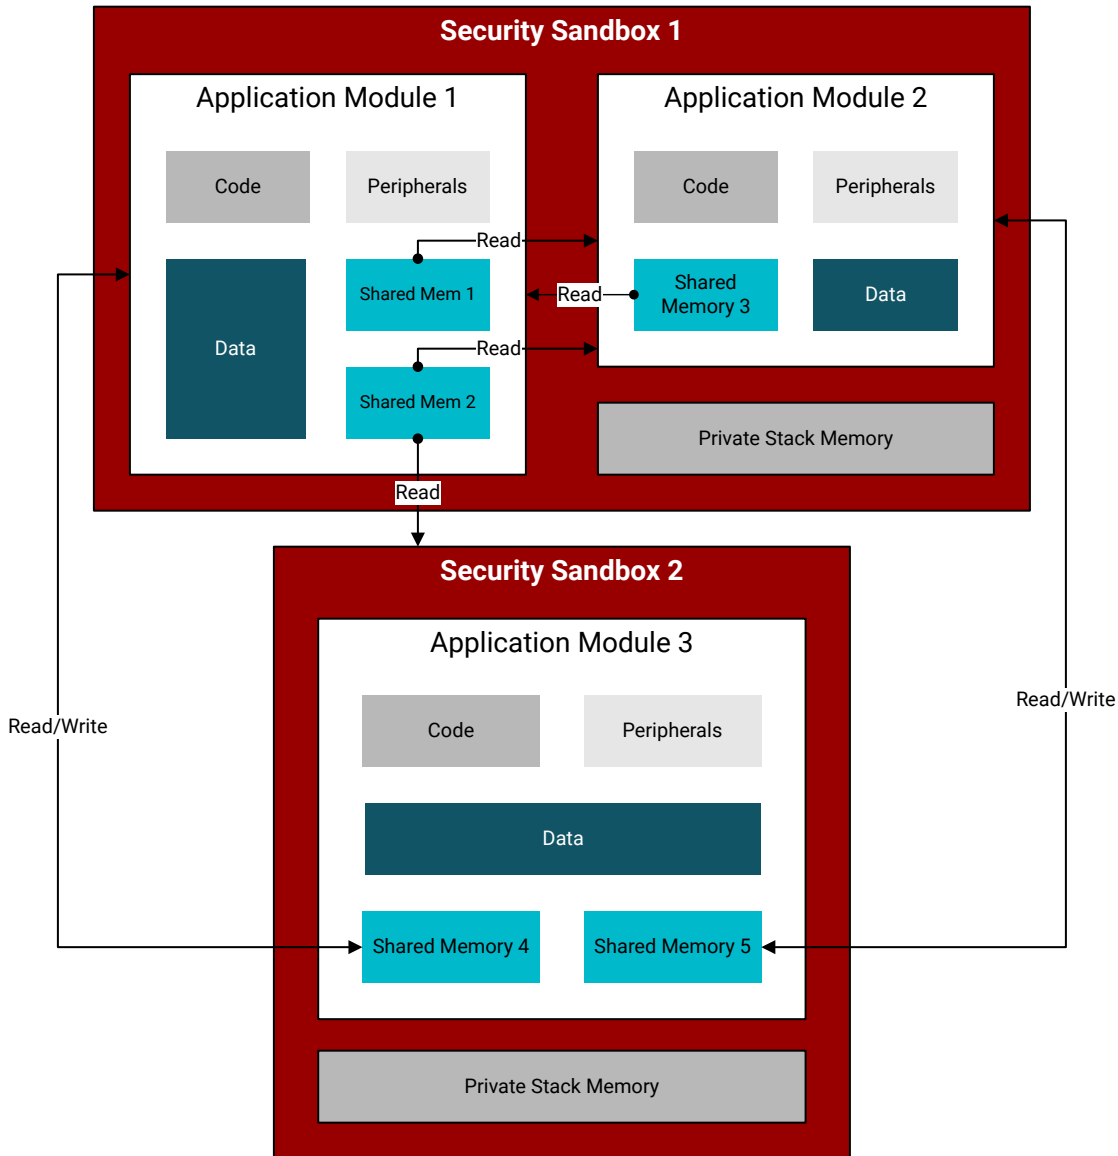 Security Sandbox 1
Application Module 1
Application Module 2
Code
Peripherals
Code
Peripherals
Read
Shared Mem 1
Read
Shared
Memory 3
Data
Data
Read
Shared Mem 2
Private Stack Memory
Read
Security Sandbox 2
Application Module 3
Code
Peripherals
Read/Write
Read/Write
Data
Shared Memory 4
Shared Memory 5
Private Stack Memory